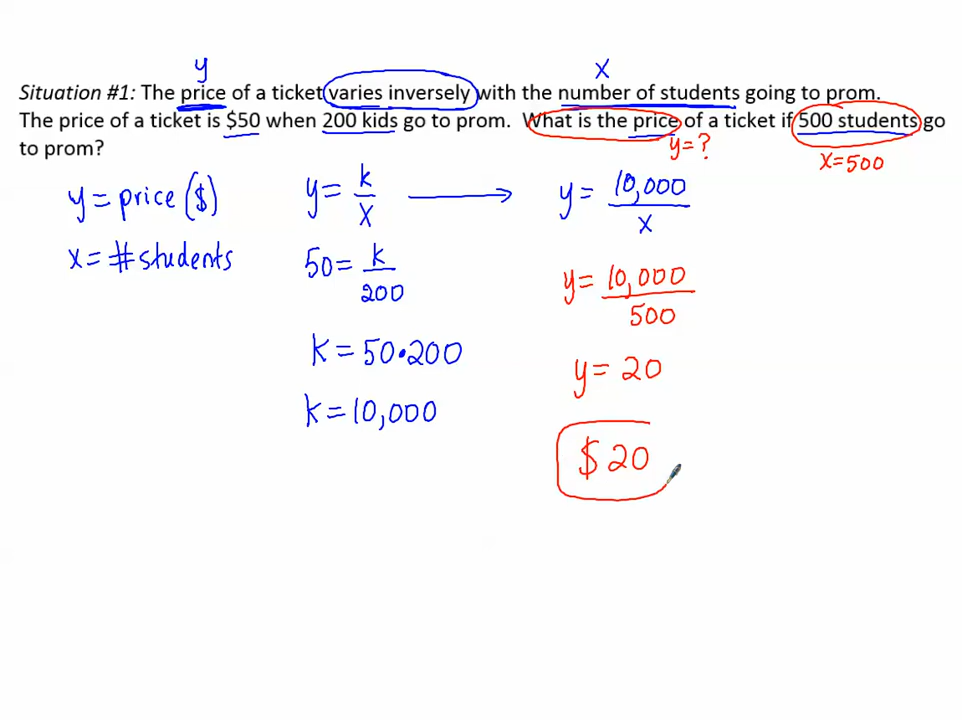 y
x
Situation #1: The price of a ticket varies inversely with the number of students going to prom.
The price of a ticket is $50 when 200 kids go to prom. What is the price of a ticket if 500 students go
to prom?
y=?
x=500
y = price ($)
x = # students
y = k/x
50 = k/200
k = 50•200
k = 10,000
y = 10,000/x
y = 10,000/500
y = 20
$20